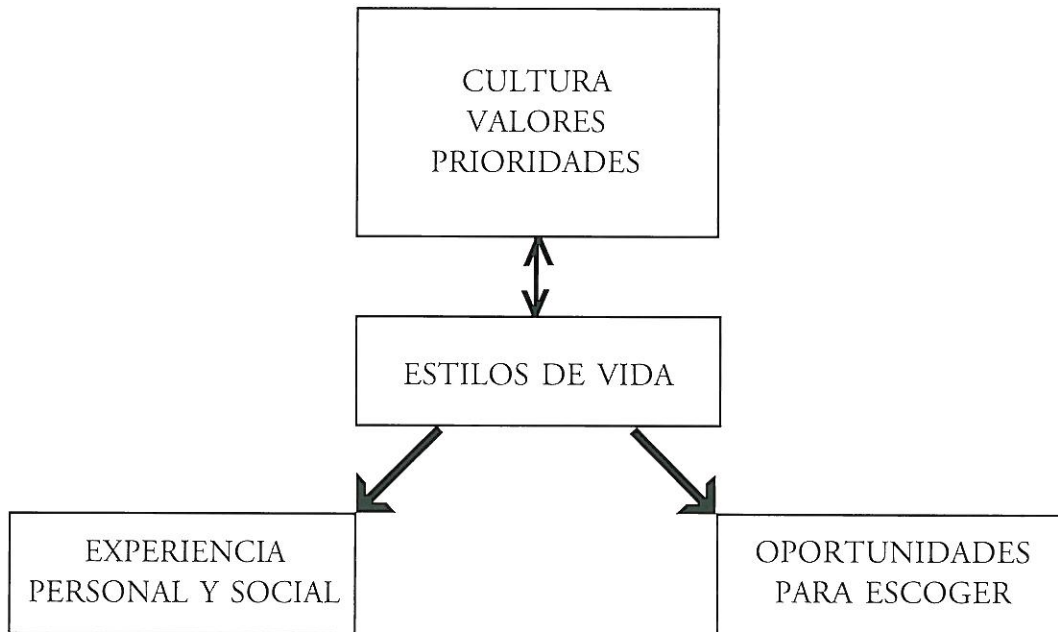 CULTURA
VALORES
PRIORIDADES
ESTILOS DE VIDA
EXPERIENCIA
PERSONAL Y SOCIAL
OPORTUNIDADES
PARA ESCOGER